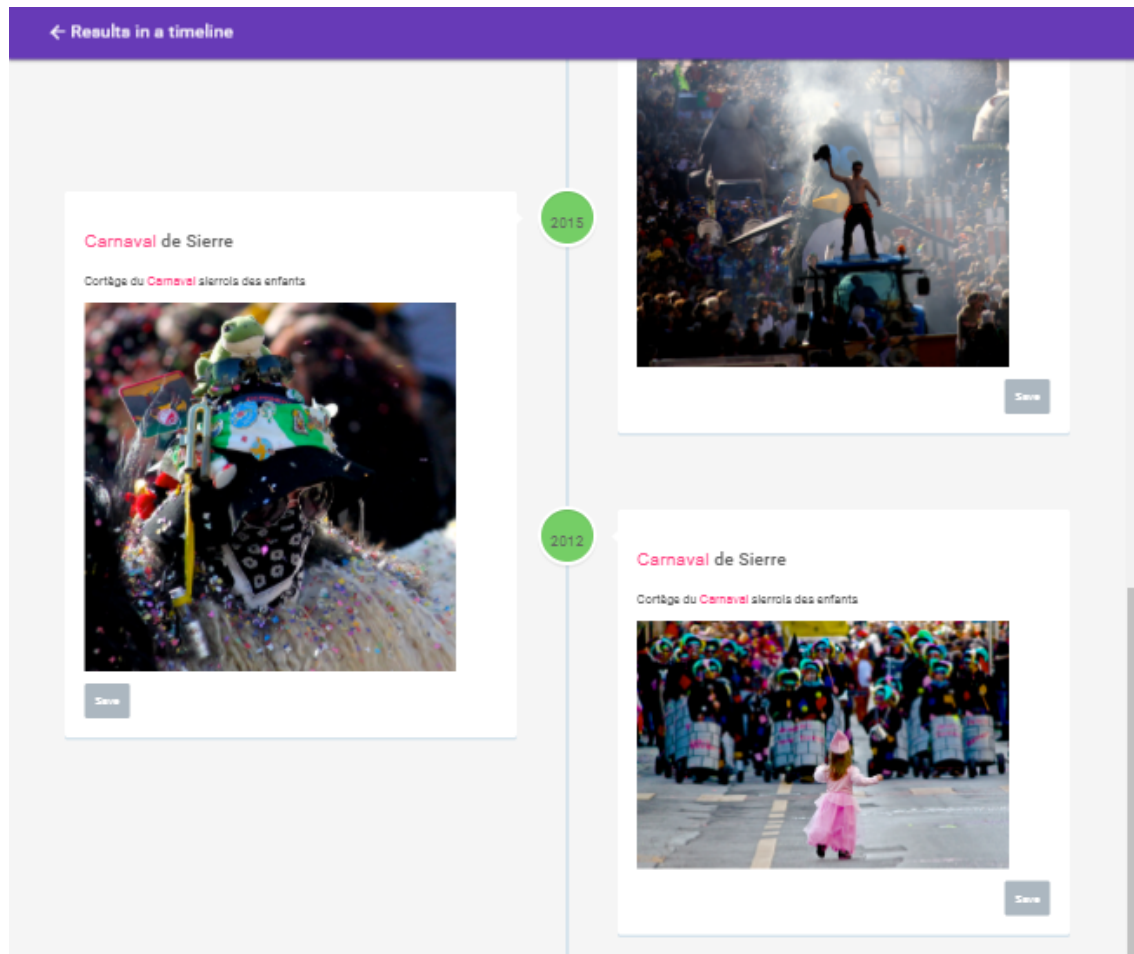 ← Results in a timeline
Save
2015
Carnaval de Sierre
Cortège du Carnaval sierrois des enfants
Save
2012
Carnaval de Sierre
Cortège du Carnaval sierrois des enfants
Save